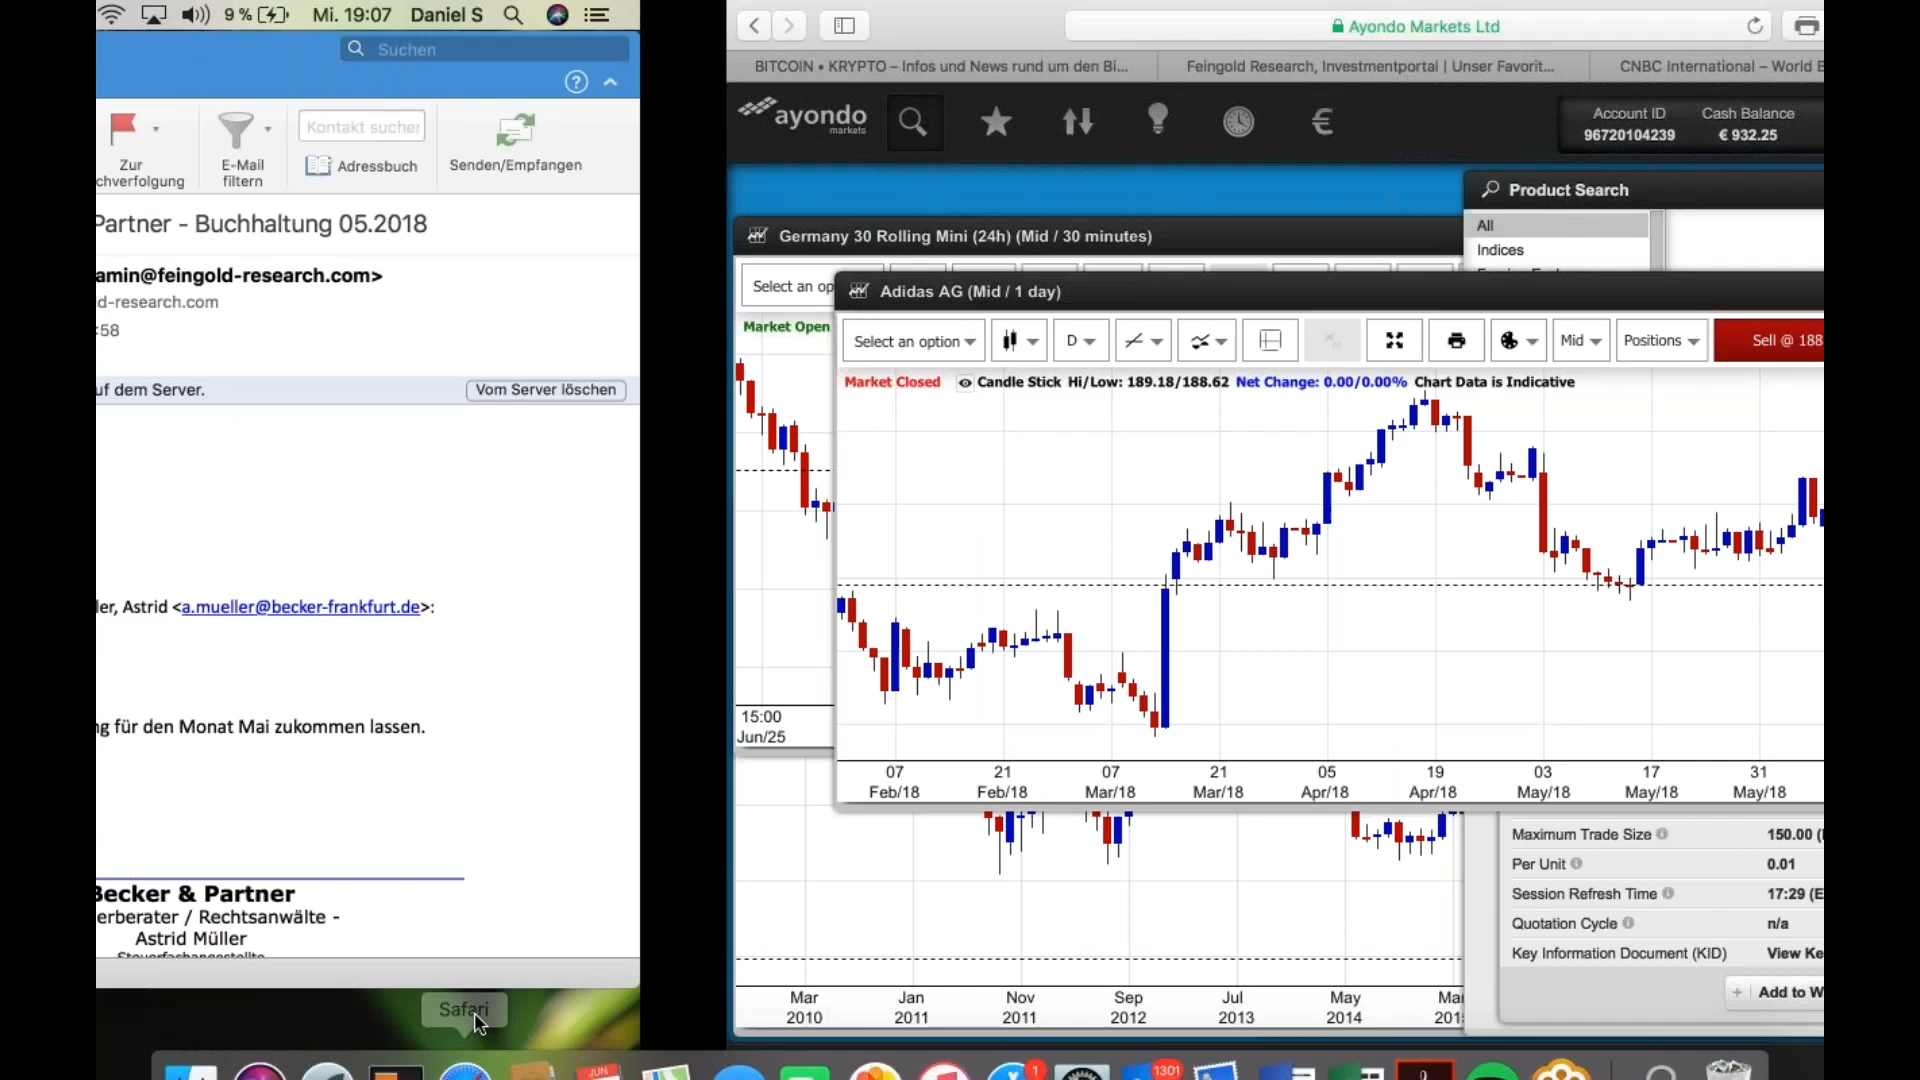 9 %
Mi. 19:07
Daniel S
Suchen
Kontakt sucher
Zur
chverfolgung
E-Mail
filtern
Adressbuch
Senden/Empfangen
Partner - Buchhaltung 05.2018
amin@feingold-research.com>
d-research.com
:58
uf dem Server.
Vom Server löschen
ler, Astrid <a.mueller@becker-frankfurt.de>:
ng für den Monat Mai zukommen lassen.
Becker & Partner
erberater / Rechtsanwälte -
Astrid Müller
Safari
JUN
1
1301
Ayondo Markets Ltd
BITCOIN • KRYPTO – Infos und News rund um den Bi...
Feingold Research, Investmentportal | Unser Favorit...
CNBC International – World B
ayondo
markets
Account ID
96720104239
Cash Balance
€ 932.25
Product Search
All
Indices
Germany 30 Rolling Mini (24h) (Mid / 30 minutes)
Select an op
Market Open
15:00
Jun/25
Adidas AG (Mid / 1 day)
Select an option
D
Mid
Positions
Sell @ 188
Market Closed
Candle Stick Hi/Low: 189.18/188.62 Net Change: 0.00/0.00% Chart Data is Indicative
07 21 07 21 05 19 03 17 31
Feb/18 Feb/18 Mar/18 Mar/18 Apr/18 Apr/18 May/18 May/18 May/18
Maximum Trade Size 150.00
Per Unit 0.01
Session Refresh Time 17:29
Quotation Cycle n/a
Key Information Document (KID) View Ke
+ Add to W
Mar Jan Nov Sep Jul May Ma
2010 2011 2011 2012 2013 2014 201